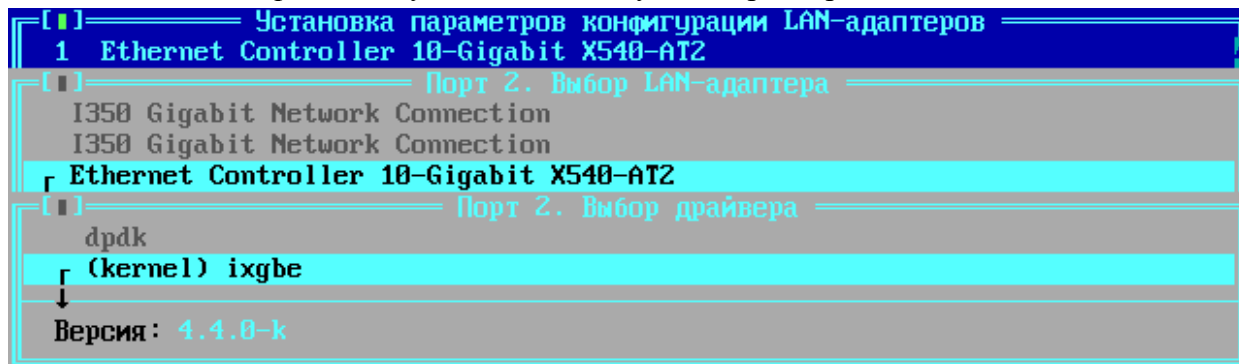 [▮] Установка параметров конфигурации LAN-адаптеров
1 Ethernet Controller 10-Gigabit X540-AT2
[▮] Порт 2. Выбор LAN-адаптера
I350 Gigabit Network Connection
I350 Gigabit Network Connection
Ethernet Controller 10-Gigabit X540-AT2
[▮] Порт 2. Выбор драйвера
dpdk
(kernel) ixgbe
↓
Версия: 4.4.0-k